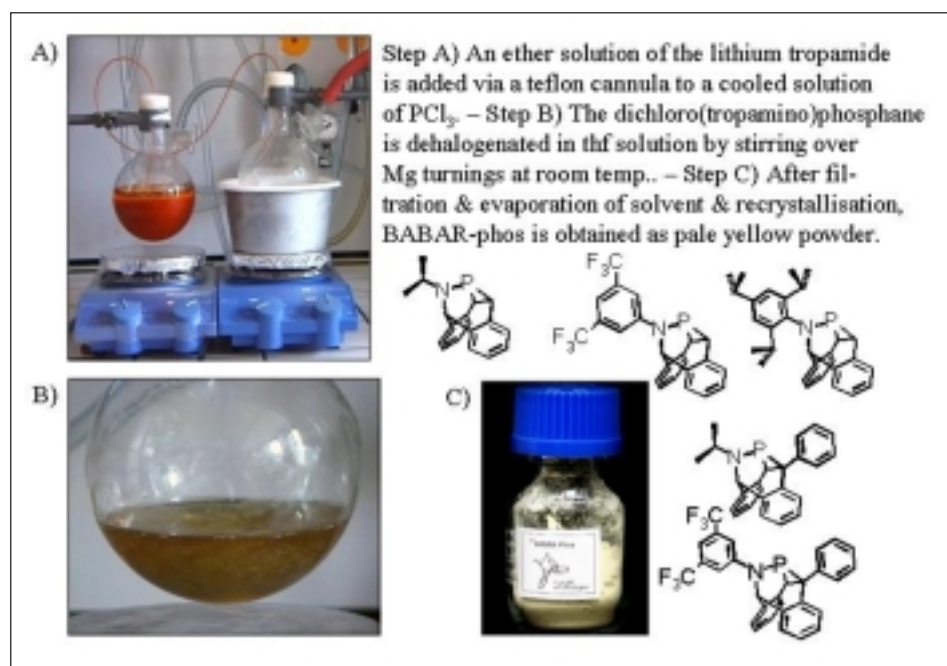 A)
Step A) An ether solution of the lithium tropamide
is added via a teflon cannula to a cooled solution
of PCl₃. – Step B) The dichloro(tropamino)phosphane
is dehalogenated in thf solution by stirring over
Mg turnings at room temp.. – Step C) After fil-
tration & evaporation of solvent & recrystallisation,
BABAR-phos is obtained as pale yellow powder.
N P
F₃C
F₃C
N P
N P
B)
C)
N P
F₃C
F₃C
N P